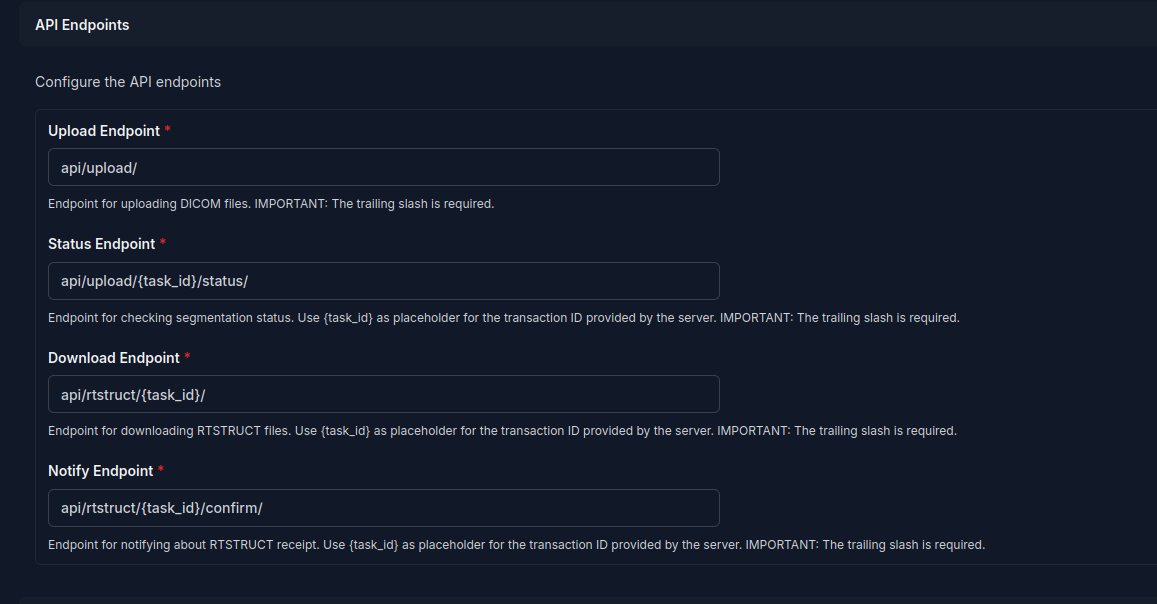 API Endpoints
Configure the API endpoints
Upload Endpoint *
api/upload/
Endpoint for uploading DICOM files. IMPORTANT: The trailing slash is required.
Status Endpoint *
api/upload/{task_id}/status/
Endpoint for checking segmentation status. Use {task_id} as placeholder for the transaction ID provided by the server. IMPORTANT: The trailing slash is required.
Download Endpoint *
api/rtstruct/{task_id}/
Endpoint for downloading RTSTRUCT files. Use {task_id} as placeholder for the transaction ID provided by the server. IMPORTANT: The trailing slash is required.
Notify Endpoint *
api/rtstruct/{task_id}/confirm/
Endpoint for notifying about RTSTRUCT receipt. Use {task_id} as placeholder for the transaction ID provided by the server. IMPORTANT: The trailing slash is required.